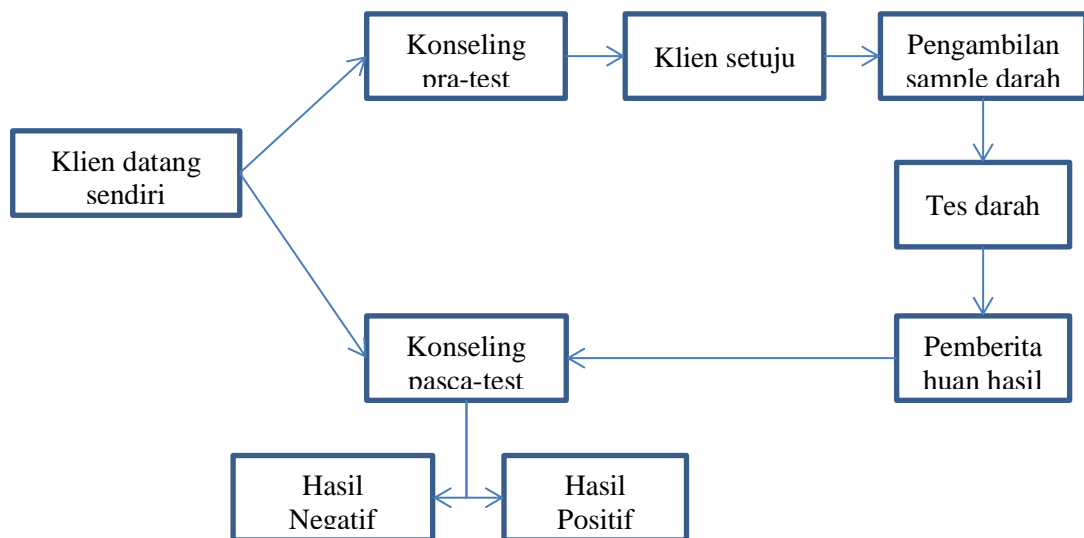 Konseling
pra-test
Klien setuju
Pengambilan
sample darah
Klien datang
sendiri
Tes darah
Konseling
pasca-test
Pemberita
huan hasil
Hasil
Negatif
Hasil
Positif